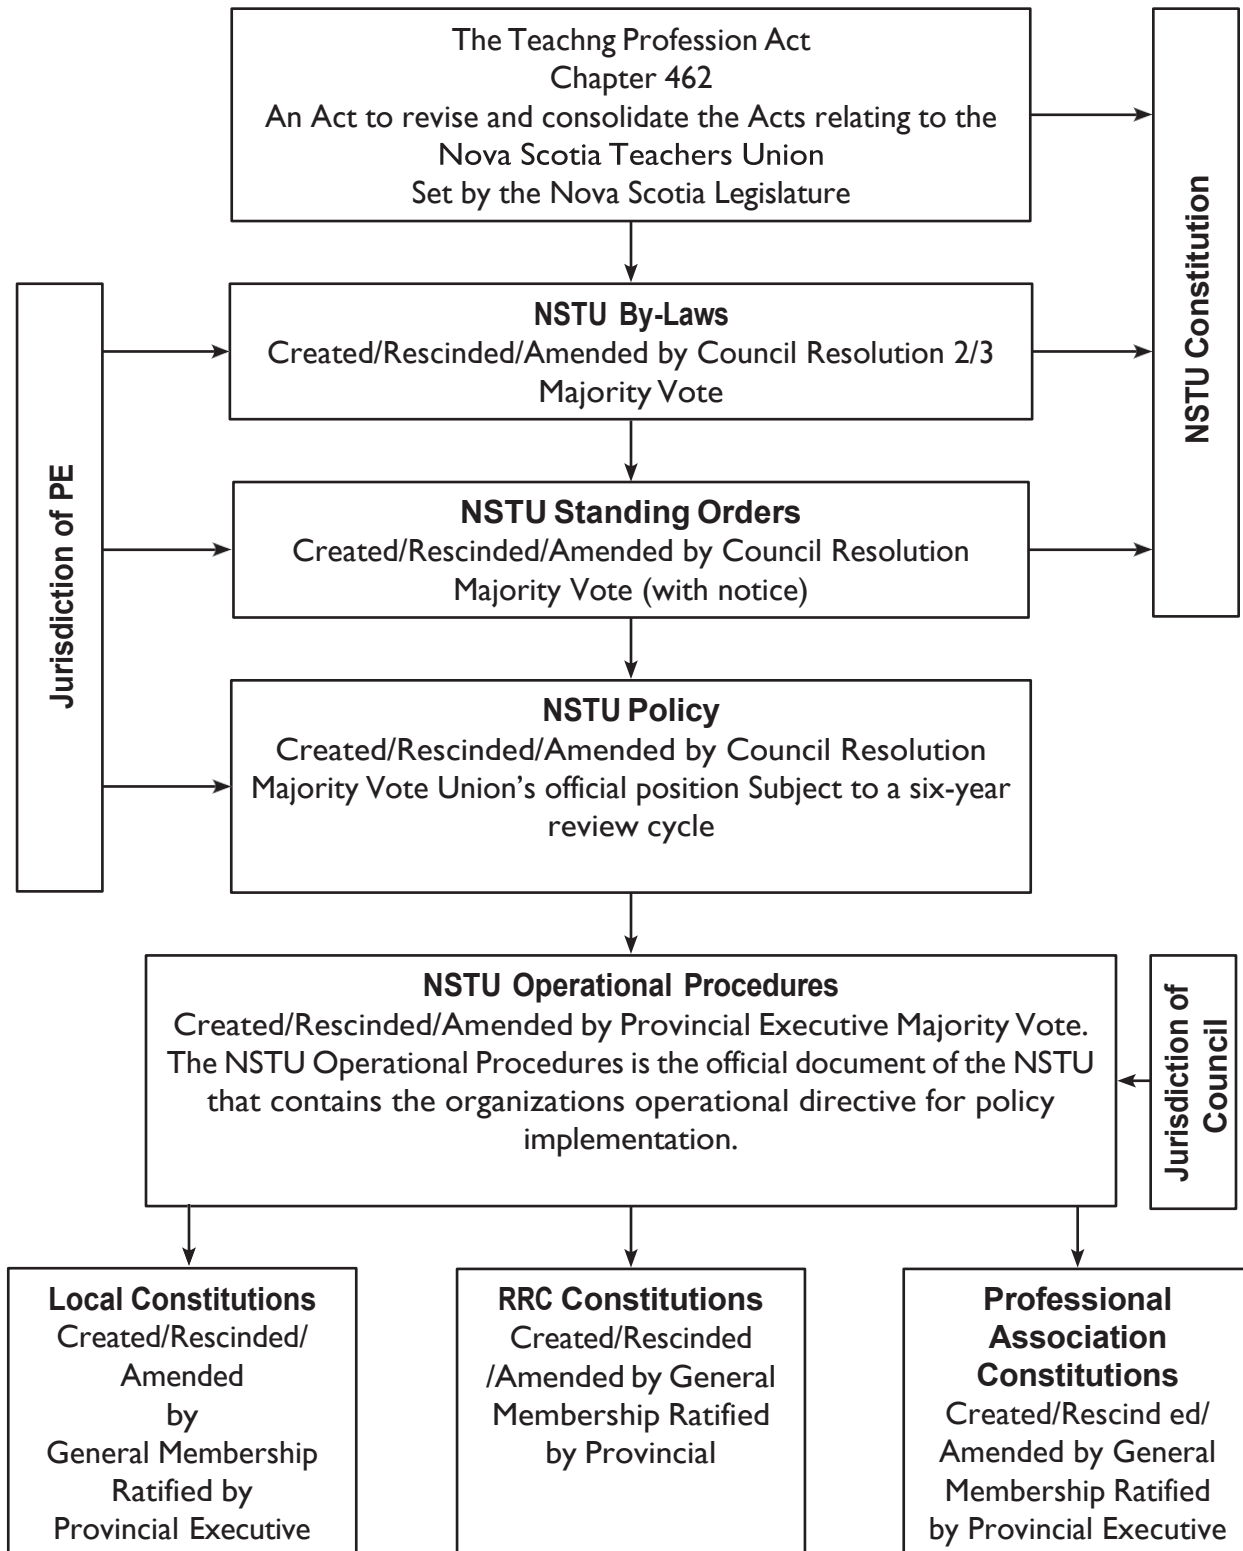 The Teachng Profession Act
Chapter 462
An Act to revise and consolidate the Acts relating to the
Nova Scotia Teachers Union
Set by the Nova Scotia Legislature
NSTU Constitution
Jurisdiction of PE
NSTU By-Laws
Created/Rescinded/Amended by Council Resolution 2/3
Majority Vote
NSTU Standing Orders
Created/Rescinded/Amended by Council Resolution
Majority Vote (with notice)
NSTU Policy
Created/Rescinded/Amended by Council Resolution
Majority Vote Union's official position Subject to a six-year
review cycle
NSTU Operational Procedures
Created/Rescinded/Amended by Provincial Executive Majority Vote.
The NSTU Operational Procedures is the official document of the NSTU
that contains the organizations operational directive for policy
implementation.
Jurisdiction of
Council
Local Constitutions
Created/Rescinded/
Amended
by
General Membership
Ratified by
Provincial Executive
RRC Constitutions
Created/Rescinded
/Amended by General
Membership Ratified
by Provincial
Professional
Association
Constitutions
Created/Rescind ed/
Amended by General
Membership Ratified
by Provincial Executive